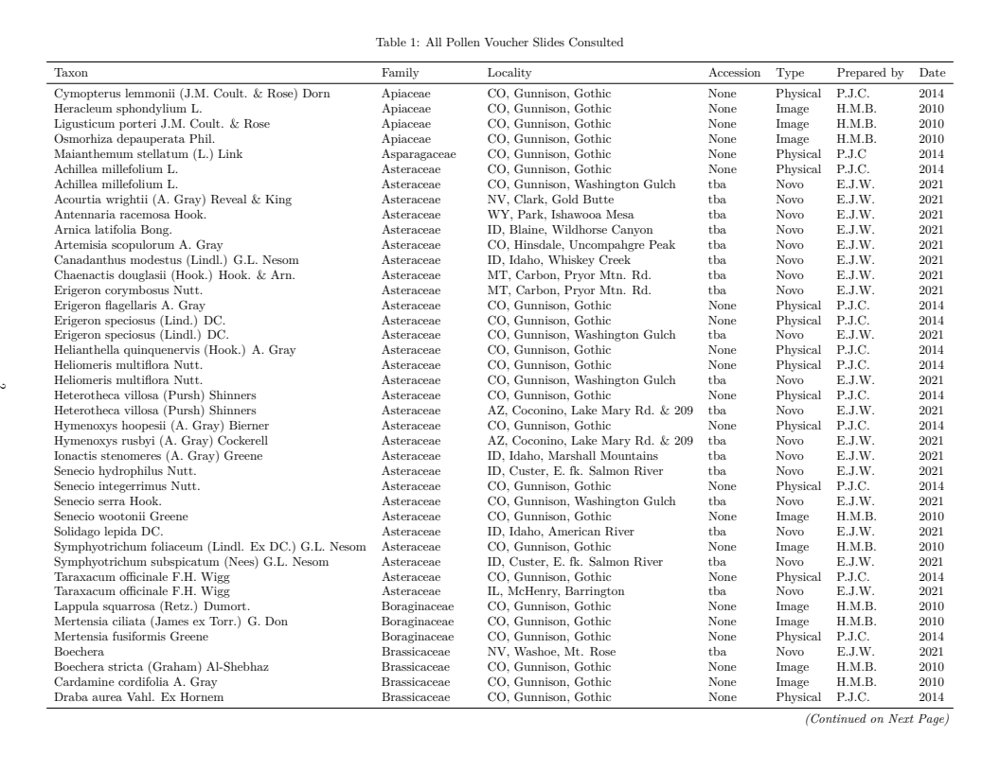 Table 1: All Pollen Voucher Slides Consulted
Taxon Family Locality Accession Type Prepared by Date
Cymopterus lemmonii (J.M. Coult. & Rose) Dorn Apiaceae CO, Gunnison, Gothic None Physical P.J.C. 2014
Heracleum sphondylium L. Apiaceae CO, Gunnison, Gothic None Image H.M.B. 2010
Ligusticum porteri J.M. Coult. & Rose Apiaceae CO, Gunnison, Gothic None Image H.M.B. 2010
Osmorhiza depauperata Phil. Apiaceae CO, Gunnison, Gothic None Image H.M.B. 2010
Maianthemum stellatum (L.) Link Asparagaceae CO, Gunnison, Gothic None Physical P.J.C 2014
Achillea millefolium L. Asteraceae CO, Gunnison, Gothic None Physical P.J.C. 2014
Achillea millefolium L. Asteraceae CO, Gunnison, Washington Gulch tba Novo E.J.W. 2021
Acourtia wrightii (A. Gray) Reveal & King Asteraceae NV, Clark, Gold Butte tba Novo E.J.W. 2021
Antennaria racemosa Hook. Asteraceae WY, Park, Ishawooa Mesa tba Novo E.J.W. 2021
Arnica latifolia Bong. Asteraceae ID, Blaine, Wildhorse Canyon tba Novo E.J.W. 2021
Artemisia scopulorum A. Gray Asteraceae CO, Hinsdale, Uncompahgre Peak tba Novo E.J.W. 2021
Canadanthus modestus (Lindl.) G.L. Nesom Asteraceae ID, Idaho, Whiskey Creek tba Novo E.J.W. 2021
Chaenactis douglasii (Hook.) Hook. & Arn. Asteraceae MT, Carbon, Pryor Mtn. Rd. tba Novo E.J.W. 2021
Erigeron corymbosus Nutt. Asteraceae MT, Carbon, Pryor Mtn. Rd. tba Novo E.J.W. 2021
Erigeron flagellaris A. Gray Asteraceae CO, Gunnison, Gothic None Physical P.J.C. 2014
Erigeron speciosus (Lind.) DC. Asteraceae CO, Gunnison, Gothic None Physical P.J.C. 2014
Erigeron speciosus (Lindl.) DC. Asteraceae CO, Gunnison, Washington Gulch tba Novo E.J.W. 2021
Helianthella quinquenervis (Hook.) A. Gray Asteraceae CO, Gunnison, Gothic None Physical P.J.C. 2014
Heliomeris multiflora Nutt. Asteraceae CO, Gunnison, Gothic None Physical P.J.C. 2014
Heliomeris multiflora Nutt. Asteraceae CO, Gunnison, Washington Gulch tba Novo E.J.W. 2021
Heterotheca villosa (Pursh) Shinners Asteraceae CO, Gunnison, Gothic None Physical P.J.C. 2014
Heterotheca villosa (Pursh) Shinners Asteraceae AZ, Coconino, Lake Mary Rd. & 209 tba Novo E.J.W. 2021
Hymenoxys hoopesii (A. Gray) Bierner Asteraceae CO, Gunnison, Gothic None Physical P.J.C. 2014
Hymenoxys rusbyi (A. Gray) Cockerell Asteraceae AZ, Coconino, Lake Mary Rd. & 209 tba Novo E.J.W. 2021
Ionactis stenomeres (A. Gray) Greene Asteraceae ID, Idaho, Marshall Mountains tba Novo E.J.W. 2021
Senecio hydrophilus Nutt. Asteraceae ID, Custer, E. fk. Salmon River tba Novo E.J.W. 2021
Senecio integerrimus Nutt. Asteraceae CO, Gunnison, Gothic None Physical P.J.C. 2014
Senecio serra Hook. Asteraceae CO, Gunnison, Washington Gulch tba Novo E.J.W. 2021
Senecio wootonii Greene Asteraceae CO, Gunnison, Gothic None Image H.M.B. 2010
Solidago lepida DC. Asteraceae ID, Idaho, American River tba Novo E.J.W. 2021
Symphyotrichum foliaceum (Lindl. Ex DC.) G.L. Nesom Asteraceae CO, Gunnison, Gothic None Image H.M.B. 2010
Symphyotrichum subspicatum (Nees) G.L. Nesom Asteraceae ID, Custer, E. fk. Salmon River tba Novo E.J.W. 2021
Taraxacum officinale F.H. Wigg Asteraceae CO, Gunnison, Gothic None Physical P.J.C. 2014
Taraxacum officinale F.H. Wigg Asteraceae IL, McHenry, Barrington tba Novo E.J.W. 2021
Lappula squarrosa (Retz.) Dumort. Boraginaceae CO, Gunnison, Gothic None Image H.M.B. 2010
Mertensia ciliata (James ex Torr.) G. Don Boraginaceae CO, Gunnison, Gothic None Image H.M.B. 2010
Mertensia fusiformis Greene Boraginaceae CO, Gunnison, Gothic None Physical P.J.C. 2014
Boechera Brassicaceae NV, Washoe, Mt. Rose tba Novo E.J.W. 2021
Boechera stricta (Graham) Al-Shebhaz Brassicaceae CO, Gunnison, Gothic None Image H.M.B. 2010
Cardamine cordifolia A. Gray Brassicaceae CO, Gunnison, Gothic None Image H.M.B. 2010
Draba aurea Vahl. Ex Hornem Brassicaceae CO, Gunnison, Gothic None Physical P.J.C. 2014
(Continued on Next Page)